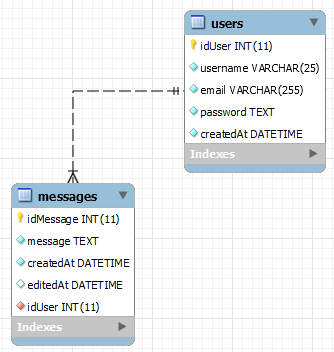 users
idUser INT(11)
username VARCHAR(25)
email VARCHAR(255)
password TEXT
createdAt DATETIME
Indexes
messages
idMessage INT(11)
message TEXT
createdAt DATETIME
editedAt DATETIME
idUser INT(11)
Indexes